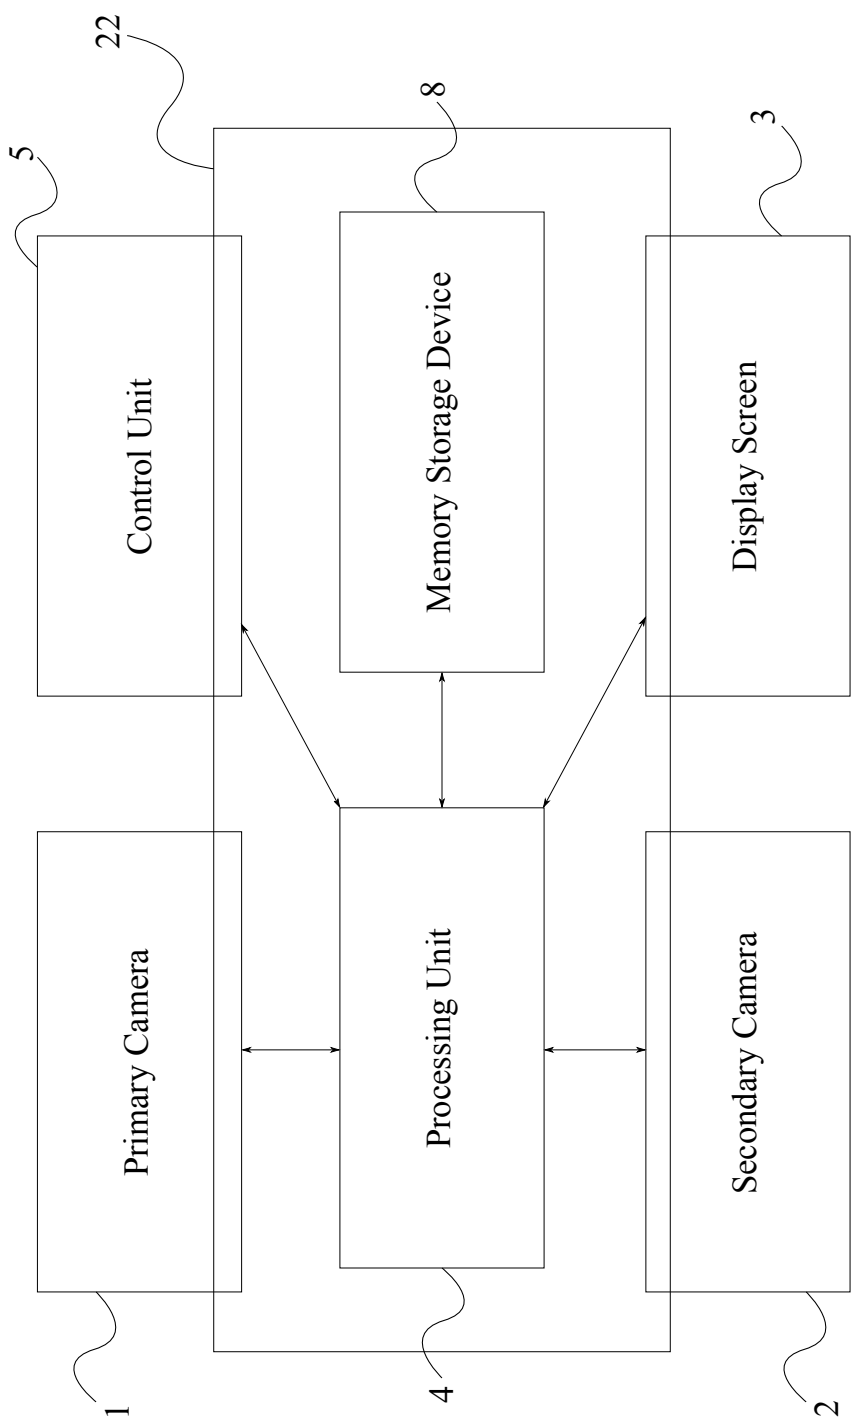 5
22
1
Primary Camera
Control Unit
8
4
Processing Unit
Memory Storage Device
Secondary Camera
Display Screen
3
2